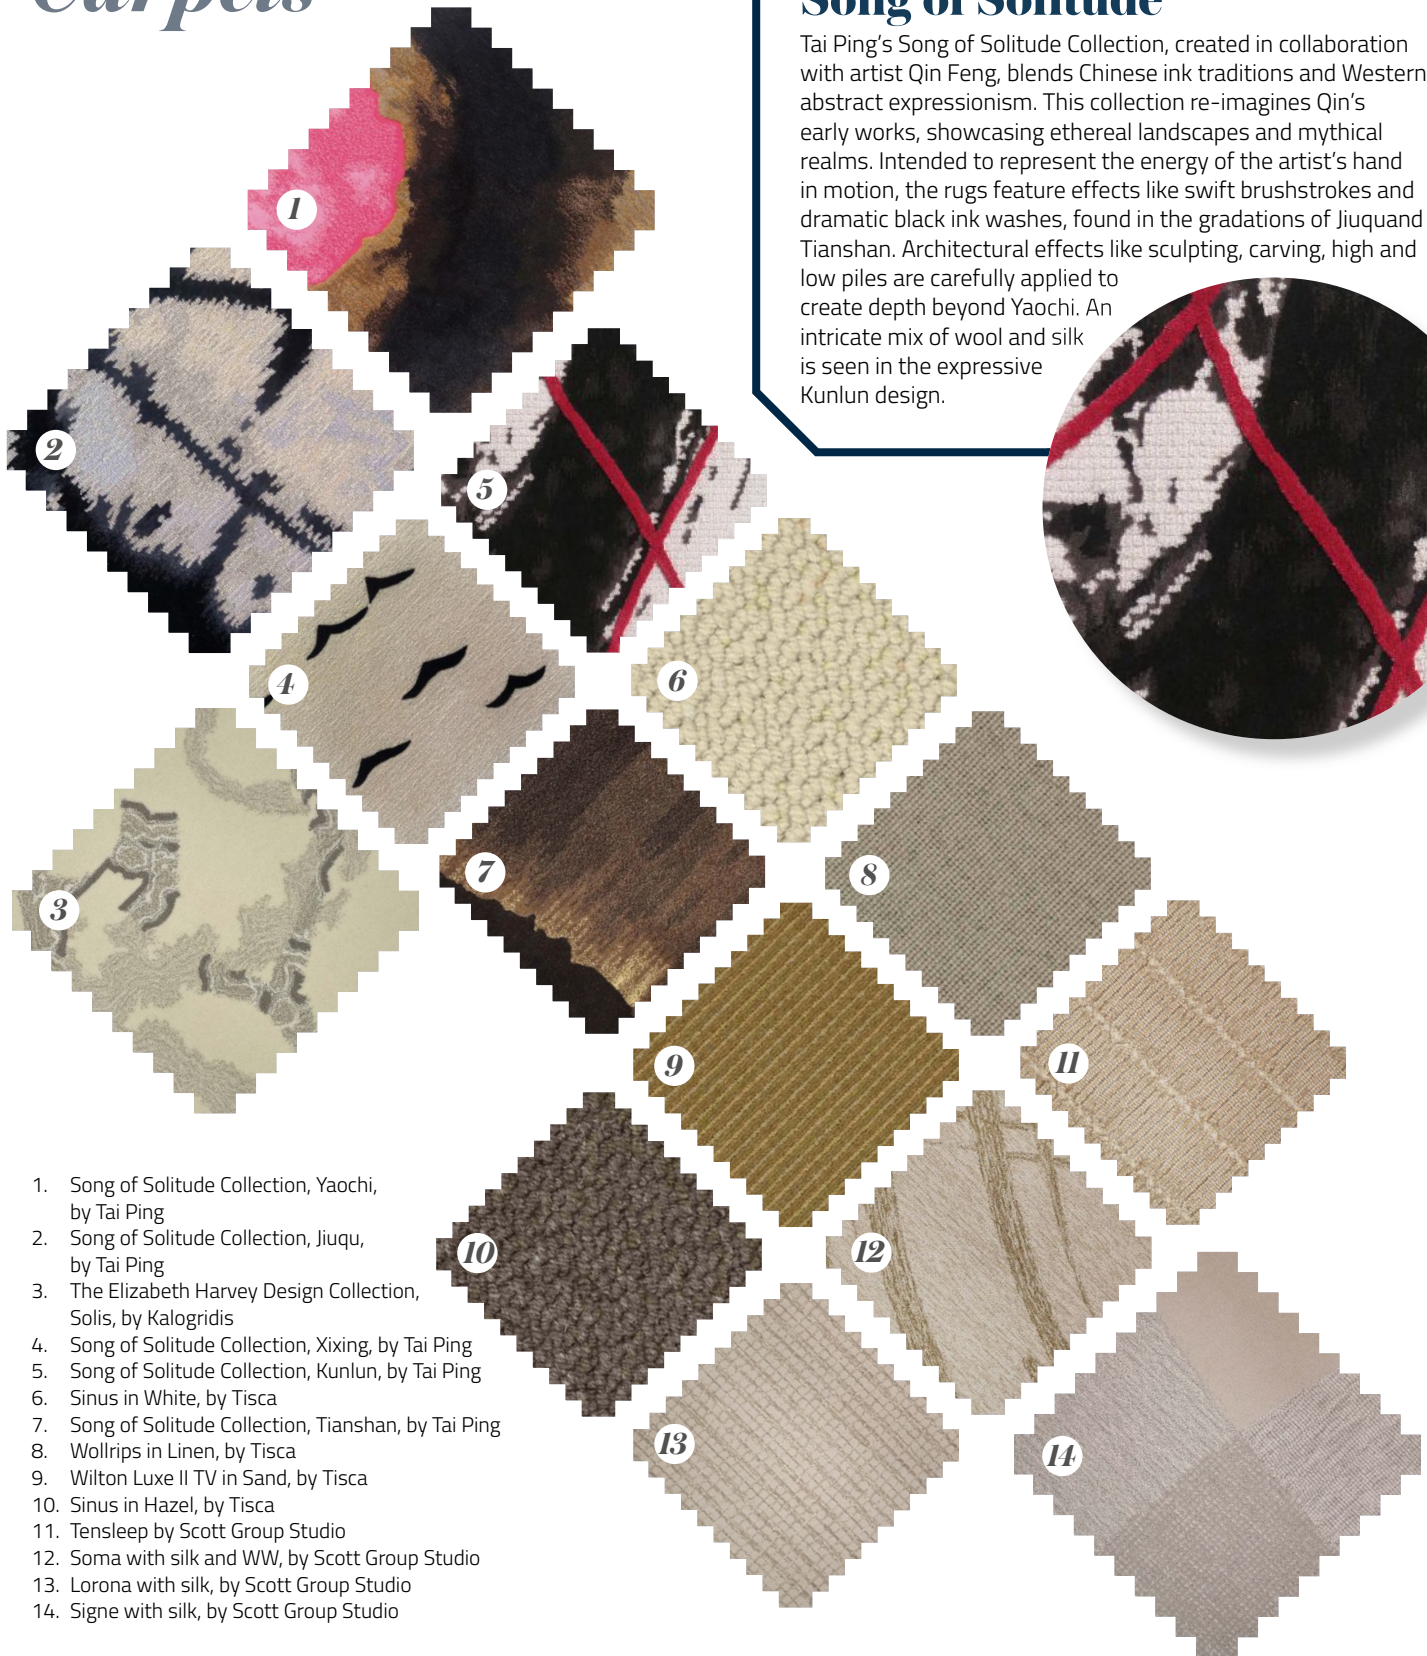 Carpets
Song of Solitude
Tai Ping’s Song of Solitude Collection, created in collaboration
with artist Qin Feng, blends Chinese ink traditions and Western
abstract expressionism. This collection re-imagines Qin’s
early works, showcasing ethereal landscapes and mythical
realms. Intended to represent the energy of the artist’s hand
in motion, the rugs feature effects like swift brushstrokes and
dramatic black ink washes, found in the gradations of Jiuquand
Tianshan. Architectural effects like sculpting, carving, high and
low piles are carefully applied to
create depth beyond Yaochi. An
intricate mix of wool and silk
is seen in the expressive
Kunlun design.
1
2
5
4
6
3
7
8
9
11
10
12
13
14
1. Song of Solitude Collection, Yaochi,
by Tai Ping
2. Song of Solitude Collection, Jiuqu,
by Tai Ping
3. The Elizabeth Harvey Design Collection,
Solis, by Kalogridis
4. Song of Solitude Collection, Xixing, by Tai Ping
5. Song of Solitude Collection, Kunlun, by Tai Ping
6. Sinus in White, by Tisca
7. Song of Solitude Collection, Tianshan, by Tai Ping
8. Wollrips in Linen, by Tisca
9. Wilton Luxe II TV in Sand, by Tisca
10. Sinus in Hazel, by Tisca
11. Tensleep by Scott Group Studio
12. Soma with silk and WW, by Scott Group Studio
13. Lorona with silk, by Scott Group Studio
14. Signe with silk, by Scott Group Studio